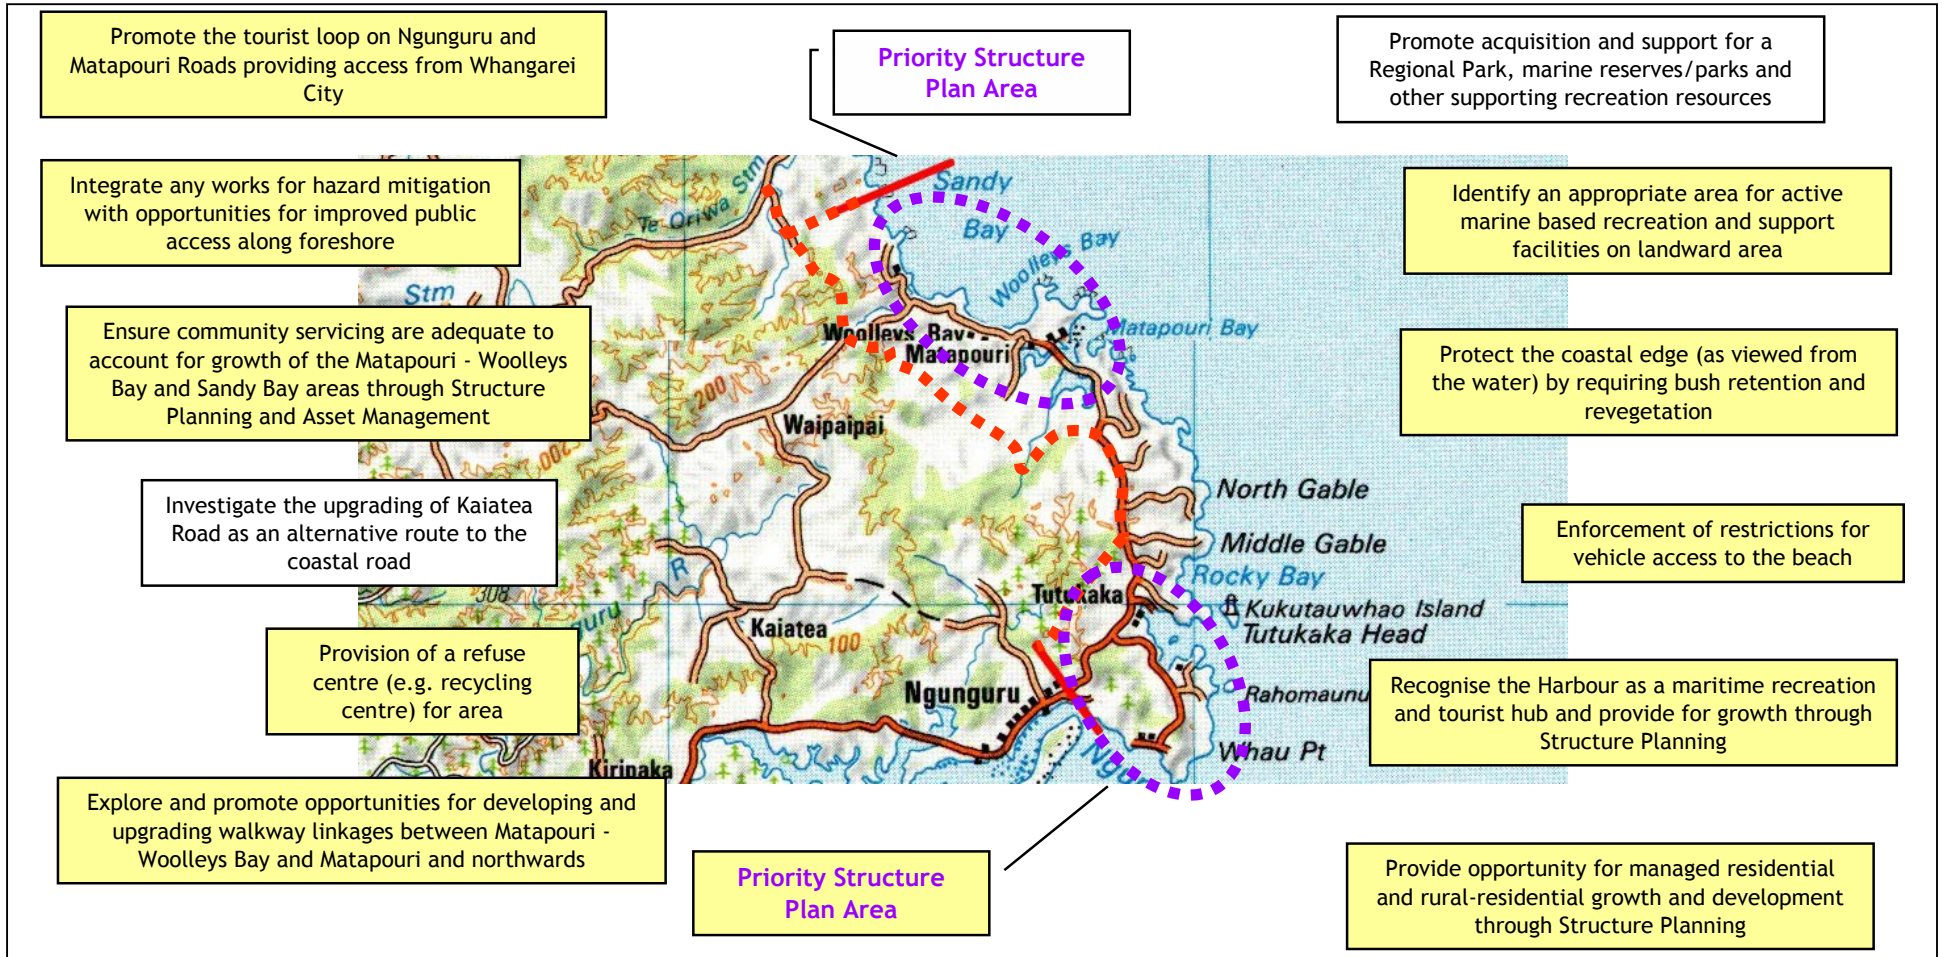 Promote the tourist loop on Ngunguru and
Matapouri Roads providing access from Whangarei
City
Priority Structure
Plan Area
Promote acquisition and support for a
Regional Park, marine reserves/parks and
other supporting recreation resources
Integrate any works for hazard mitigation
with opportunities for improved public
access along foreshore
Identify an appropriate area for active
marine based recreation and support
facilities on landward area
Te Oriwa Stm
Sandy
Bay
Woolleys Bay
Stm
Ensure community servicing are adequate to
account for growth of the Matapouri - Woolleys
Bay and Sandy Bay areas through Structure
Planning and Asset Management
Woolleys Bay
Matapouri Bay
Matapouri
200
Waipaipai
200
Protect the coastal edge (as viewed from
the water) by requiring bush retention and
revegetation
Investigate the upgrading of Kaiatea
Road as an alternative route to the
coastal road
North Gable
Middle Gable
Rocky Bay
Enforcement of restrictions for
vehicle access to the beach
R
308
guru
Tutukaka
Kukutauwhao Island
Tutukaka Head
Kaiatea
100
Provision of a refuse
centre (e.g. recycling
centre) for area
Ngunguru
Rahomaunu
Recognise the Harbour as a maritime recreation
and tourist hub and provide for growth through
Structure Planning
Whau Pt
Kiripaka
Explore and promote opportunities for developing and
upgrading walkway linkages between Matapouri -
Woolleys Bay and Matapouri and northwards
Priority Structure
Plan Area
Provide opportunity for managed residential
and rural-residential growth and development
through Structure Planning